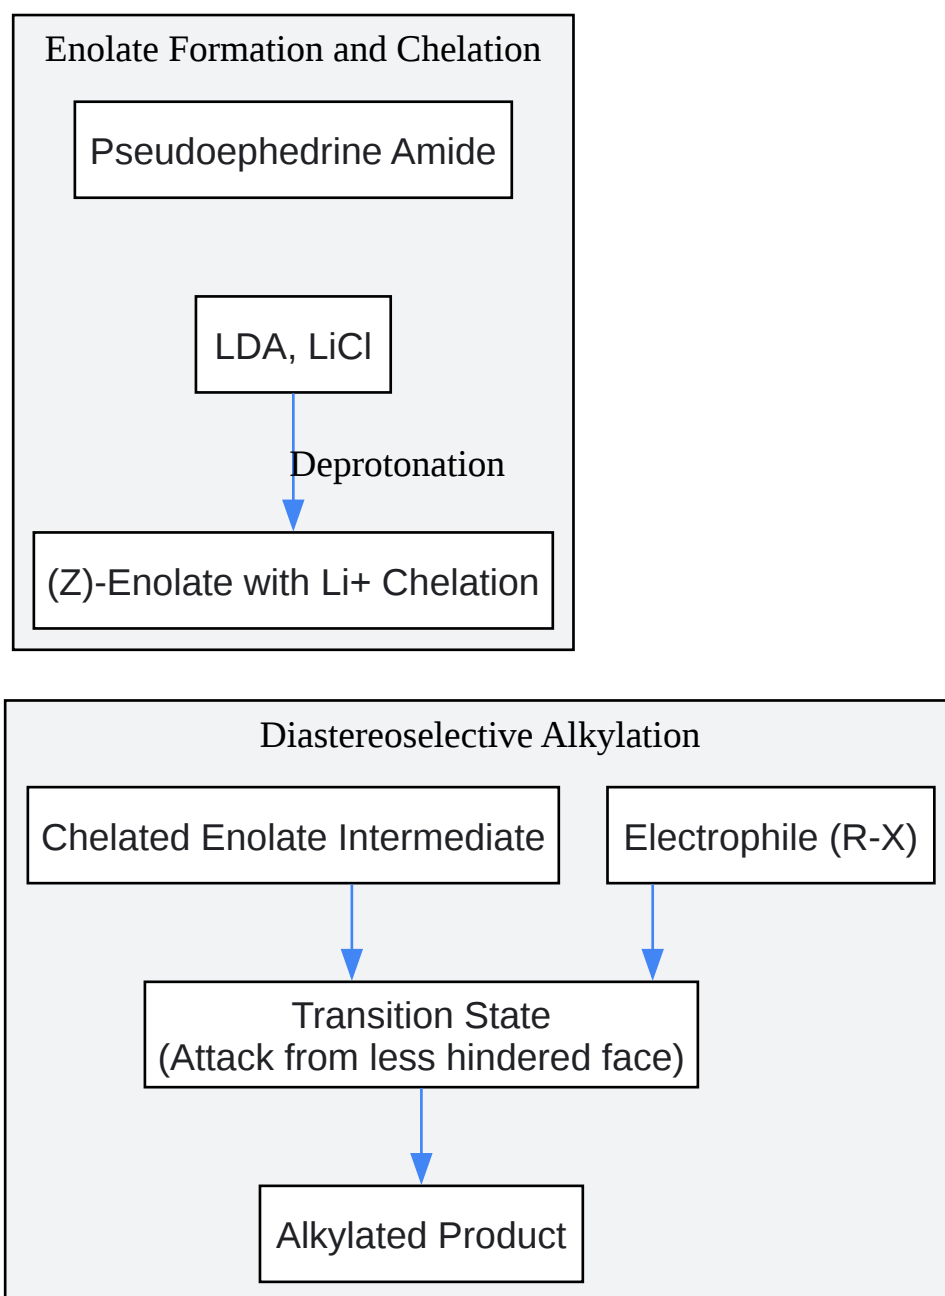 Enolate Formation and Chelation
Pseudoephedrine Amide
LDA, LiCl
Deprotonation
(Z)-Enolate with Li+ Chelation
Diastereoselective Alkylation
Chelated Enolate Intermediate
Electrophile (R-X)
Transition State
(Attack from less hindered face)
Alkylated Product